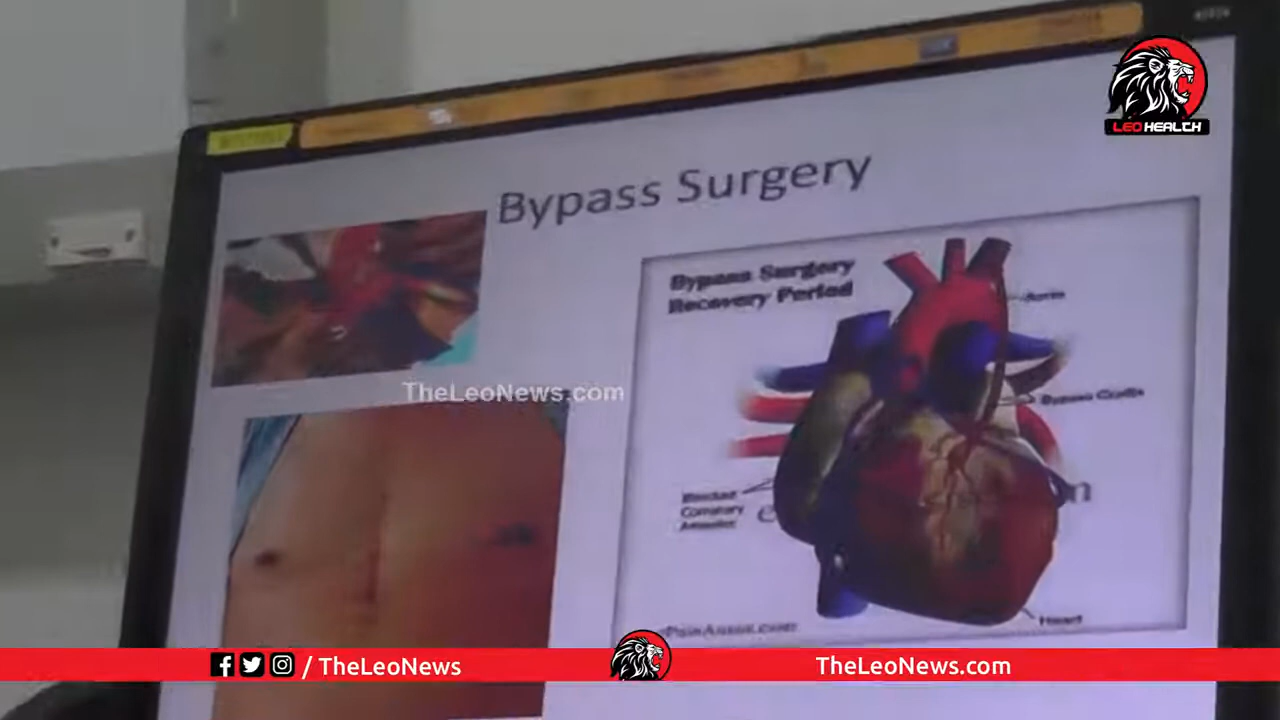 LEO HEALTH
Bypass Surgery
Bypass Surgery
Recovery Period
Aorta
TheLeoNews.com
Bypass Grafts
Blocked
Coronary
Arteries
Heart
/ TheLeoNews
TheLeoNews.com